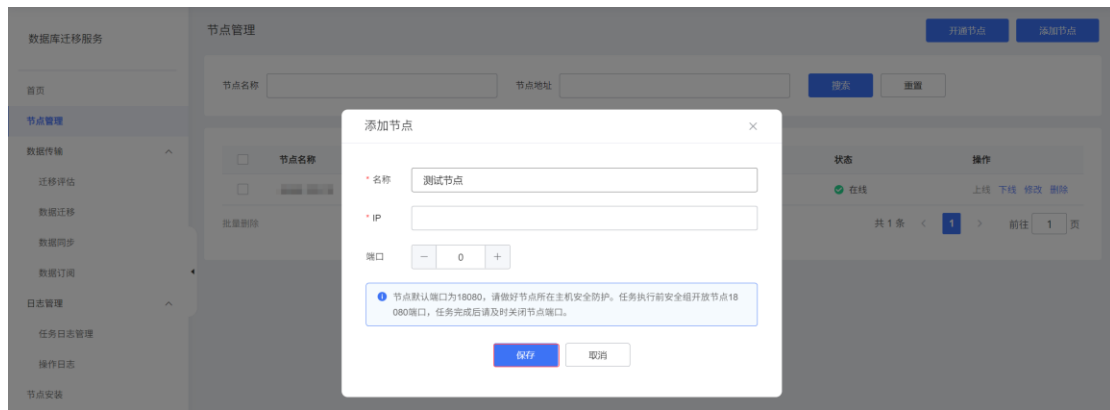 数据库迁移服务
首页
节点管理
数据传输
迁移评估
数据迁移
数据同步
数据订阅
日志管理
任务日志管理
操作日志
节点安装
节点管理
开通节点 添加节点
节点名称 节点地址 搜索 重置
节点名称 状态 操作
在线 上线 下线 修改 删除
批量删除 共 1 条 < 1 > 前往 1 页
添加节点 ×
* 名称 测试节点
* IP
端口 − 0 +
节点默认端口为18080，请做好节点所在主机安全防护。任务执行前安全组开放节点18
080端口，任务完成后请及时关闭节点端口。
保存 取消